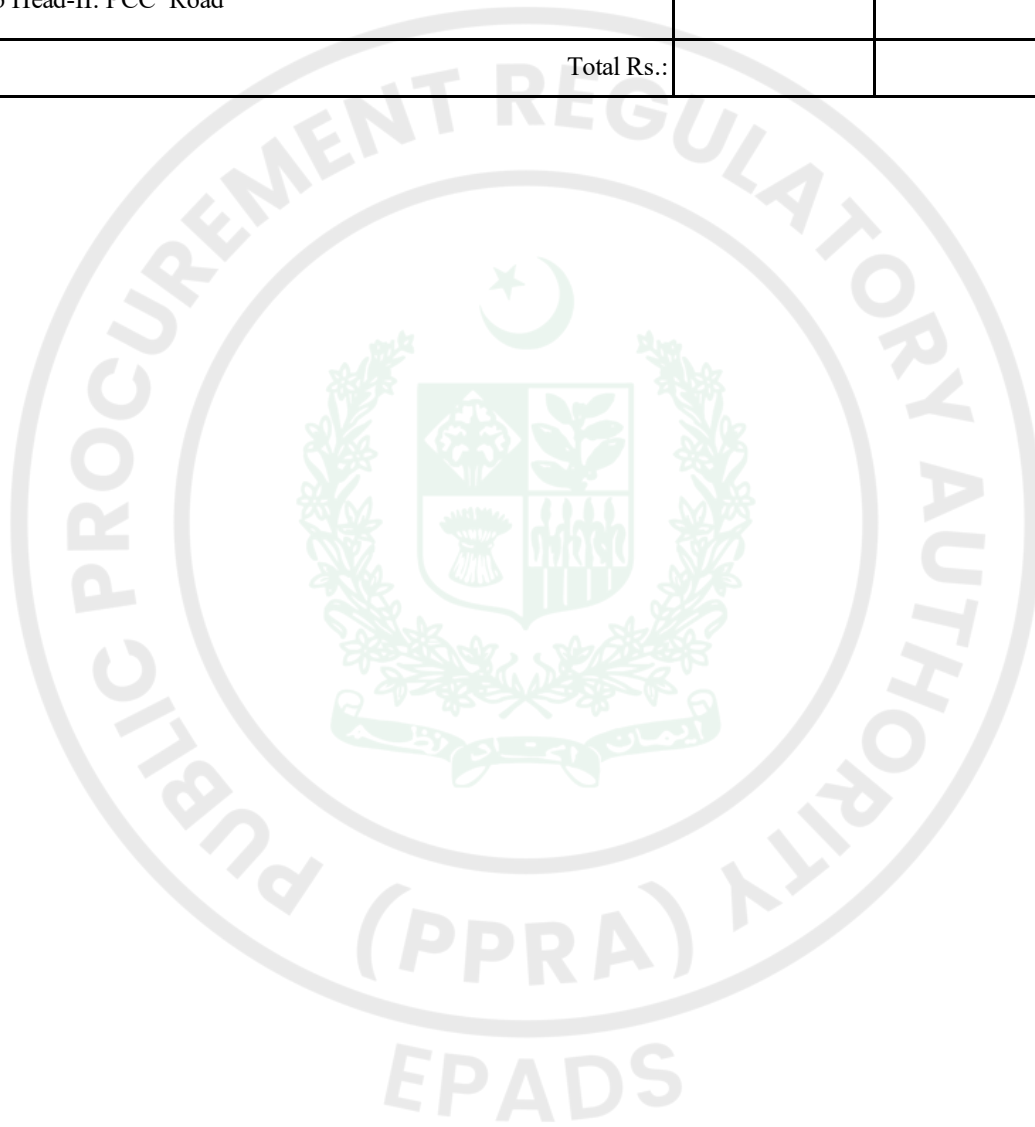 Head-II: PCC Road
Total Rs.:
PUBLIC PROCUREMENT REGULATORY AUTHORITY
(PPRA)
EPADS